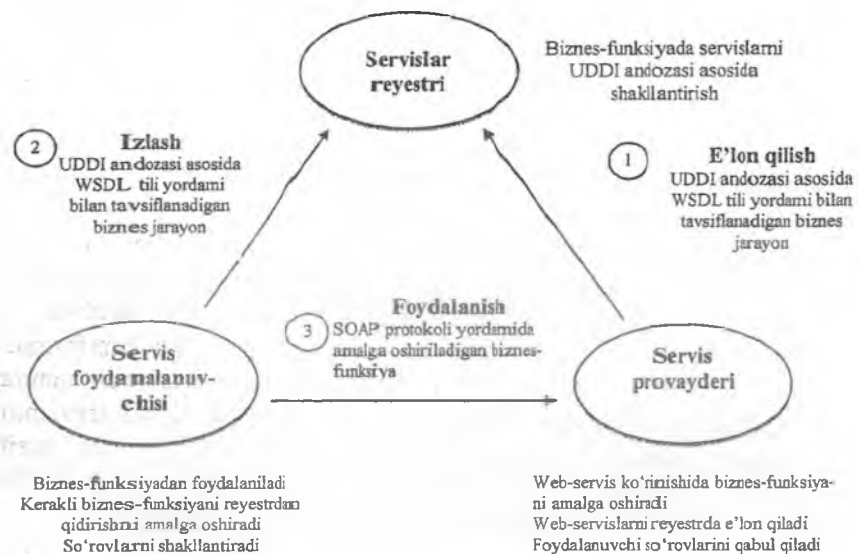 Servislar
reyestri
Biznes-funksiyada servislarni
UDDI andozasi asosida
shakllantirish
2
Izlash
UDDI andozasi asosida
WSDL tili yordami
bilan tavsiflanadigan
biznes jarayon
1
E’lon qilish
UDDI andozasi asosida
WSDL tili yordami bilan
tavsiflanadigan biznes
jarayon
3
Foydalanish
SOAP protokoli yordamida
amalga oshiriladigan biznes-
funksiya
Servis
foydamalanuv-
chisi
Servis
provayderi
Biznes-funksiyadan foydalaniladi
Kerakli biznes-funksiyani reyestrdan
qidirishni amalga oshiradi
So‘rovlarni shakllantiradi
Web-servis ko‘rinishida biznes-funksiya-
ni amalga oshiradi
Web-servislarni reyestrda e’lon qiladi
Foydalanuvchi so‘rovlarini qabul qiladi